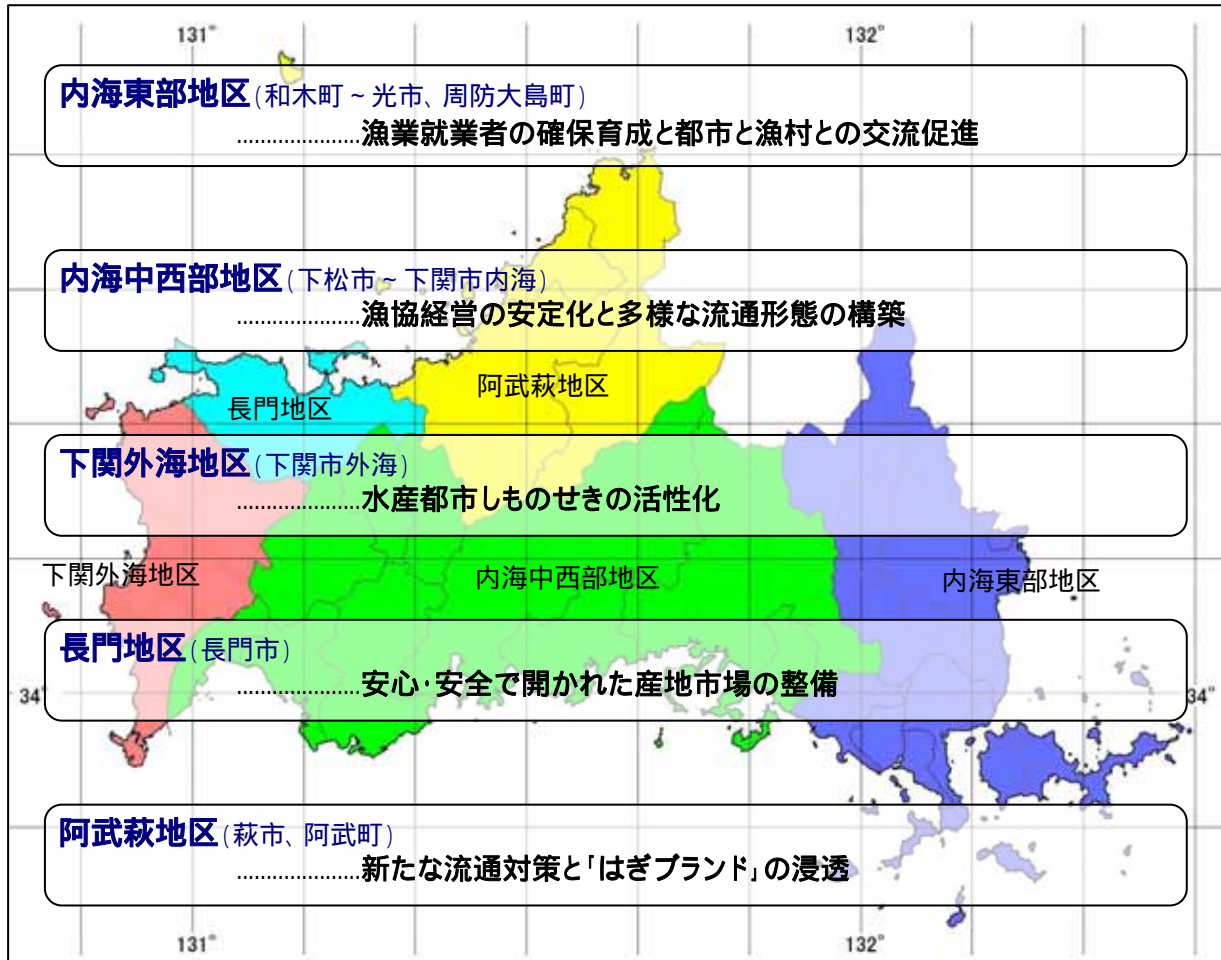 131°
132°
内海東部地区(和木町～光市、周防大島町)
....................漁業就業者の確保育成と都市と漁村との交流促進
内海中西部地区(下松市～下関市内海)
....................漁協経営の安定化と多様な流通形態の構築
阿武萩地区
長門地区
下関外海地区(下関市外海)
....................水産都市しものせきの活性化
下関外海地区
内海中西部地区
内海東部地区
長門地区(長門市)
....................安心・安全で開かれた産地市場の整備
34°
34°
阿武萩地区(萩市、阿武町)
....................新たな流通対策と「はぎブランド」の浸透
131°
132°